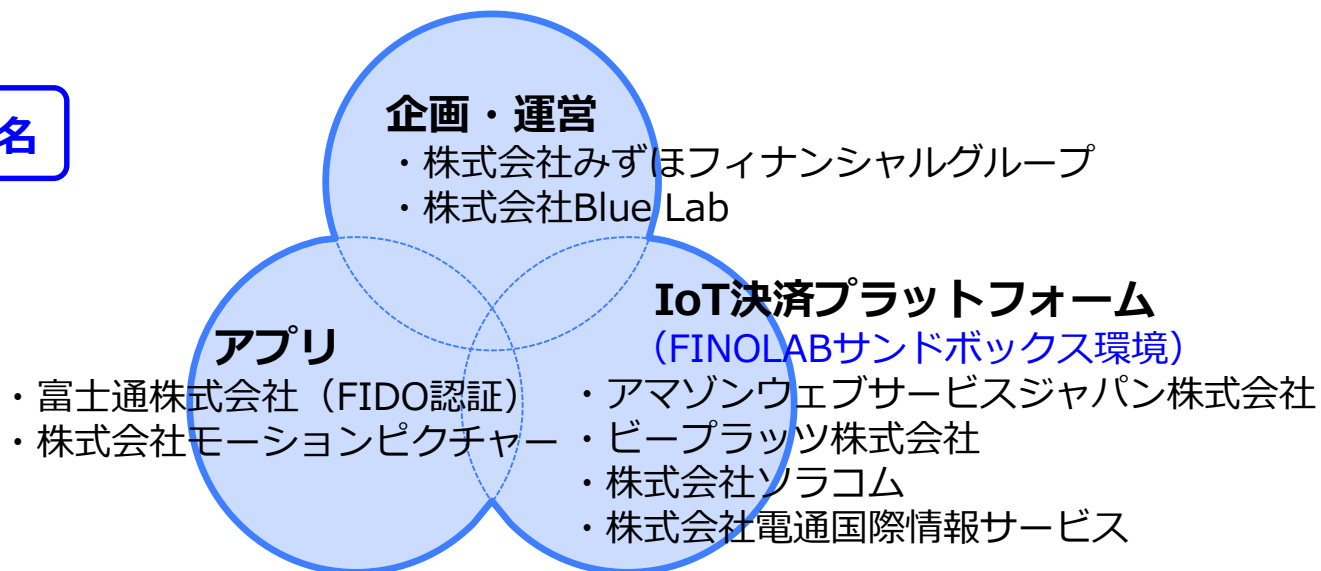 名
企画・運営
・株式会社みずほフィナンシャルグループ
・株式会社Blue Lab
IoT決済プラットフォーム
（FINOLABサンドボックス環境）
・アマゾンウェブサービスジャパン株式会社
・ビープラッツ株式会社
・株式会社ソラコム
・株式会社電通国際情報サービス
アプリ
・富士通株式会社（FIDO認証）
・株式会社モーションピクチャー